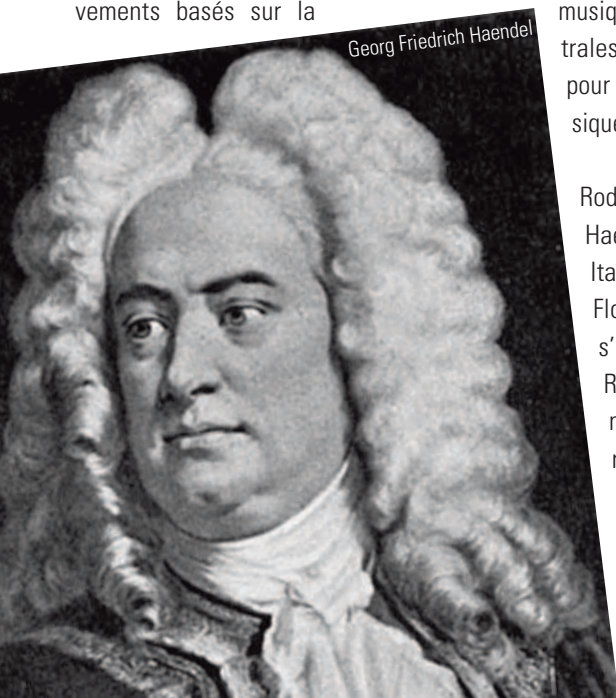 vements basés sur la
Georg Friedrich Haendel
musiq
trales
pour
sique
Rod
Hae
Ita
Flo
s'
R